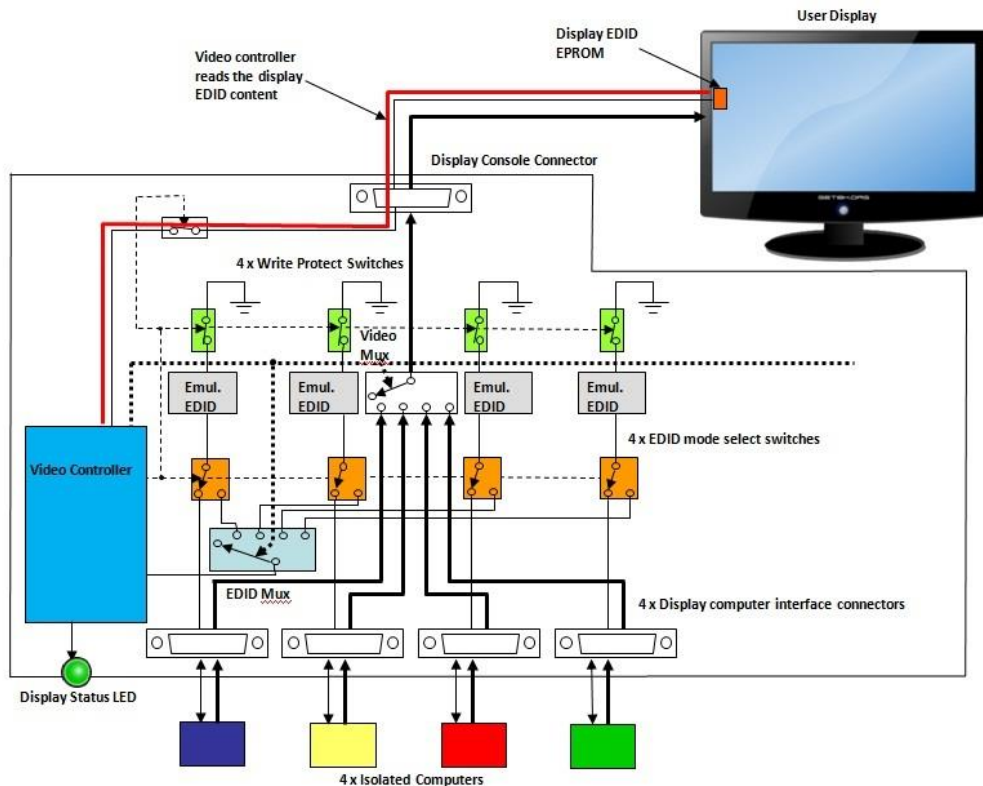 User Display
Display EDID
EPROM
Video controller
reads the display
EDID content
Display Console Connector
4 x Write Protect Switches
Video
Mux
Emul.
EDID
Emul.
EDID
Emul.
EDID
Emul.
EDID
4 x EDID mode select switches
Video Controller
EDID Mux
4 x Display computer interface connectors
Display Status LED
4 x Isolated Computers